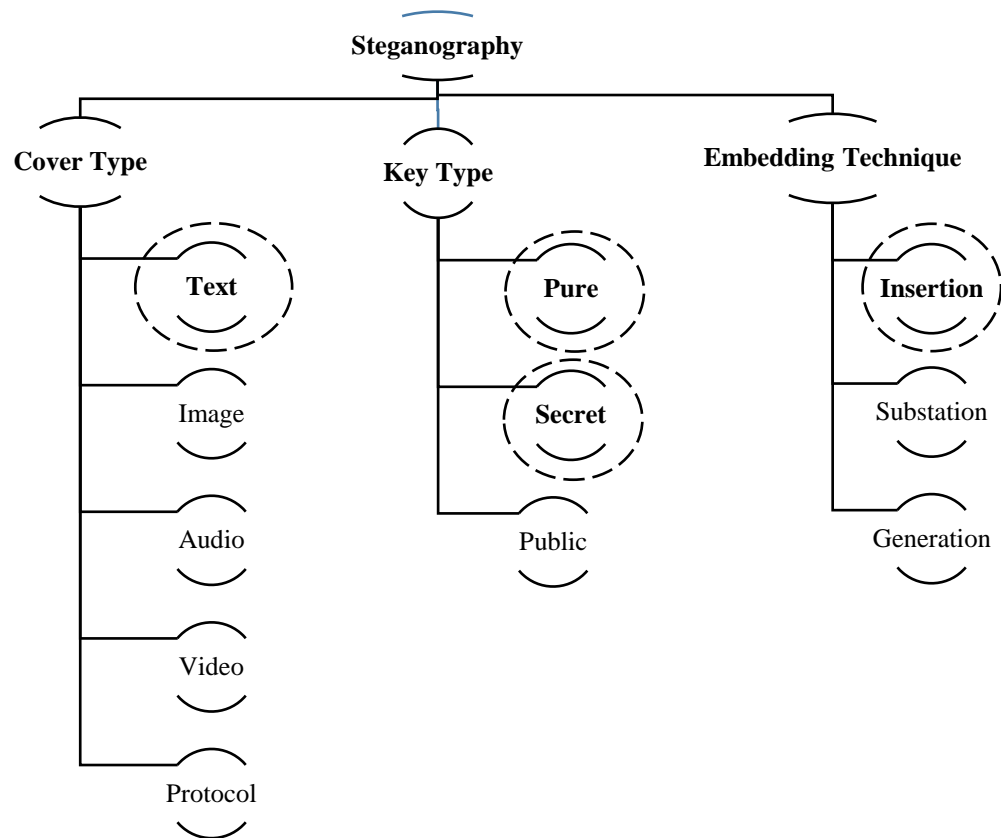 Steganography
Cover Type
Key Type
Embedding Technique
Text
Image
Audio
Video
Protocol
Pure
Secret
Public
Insertion
Substation
Generation